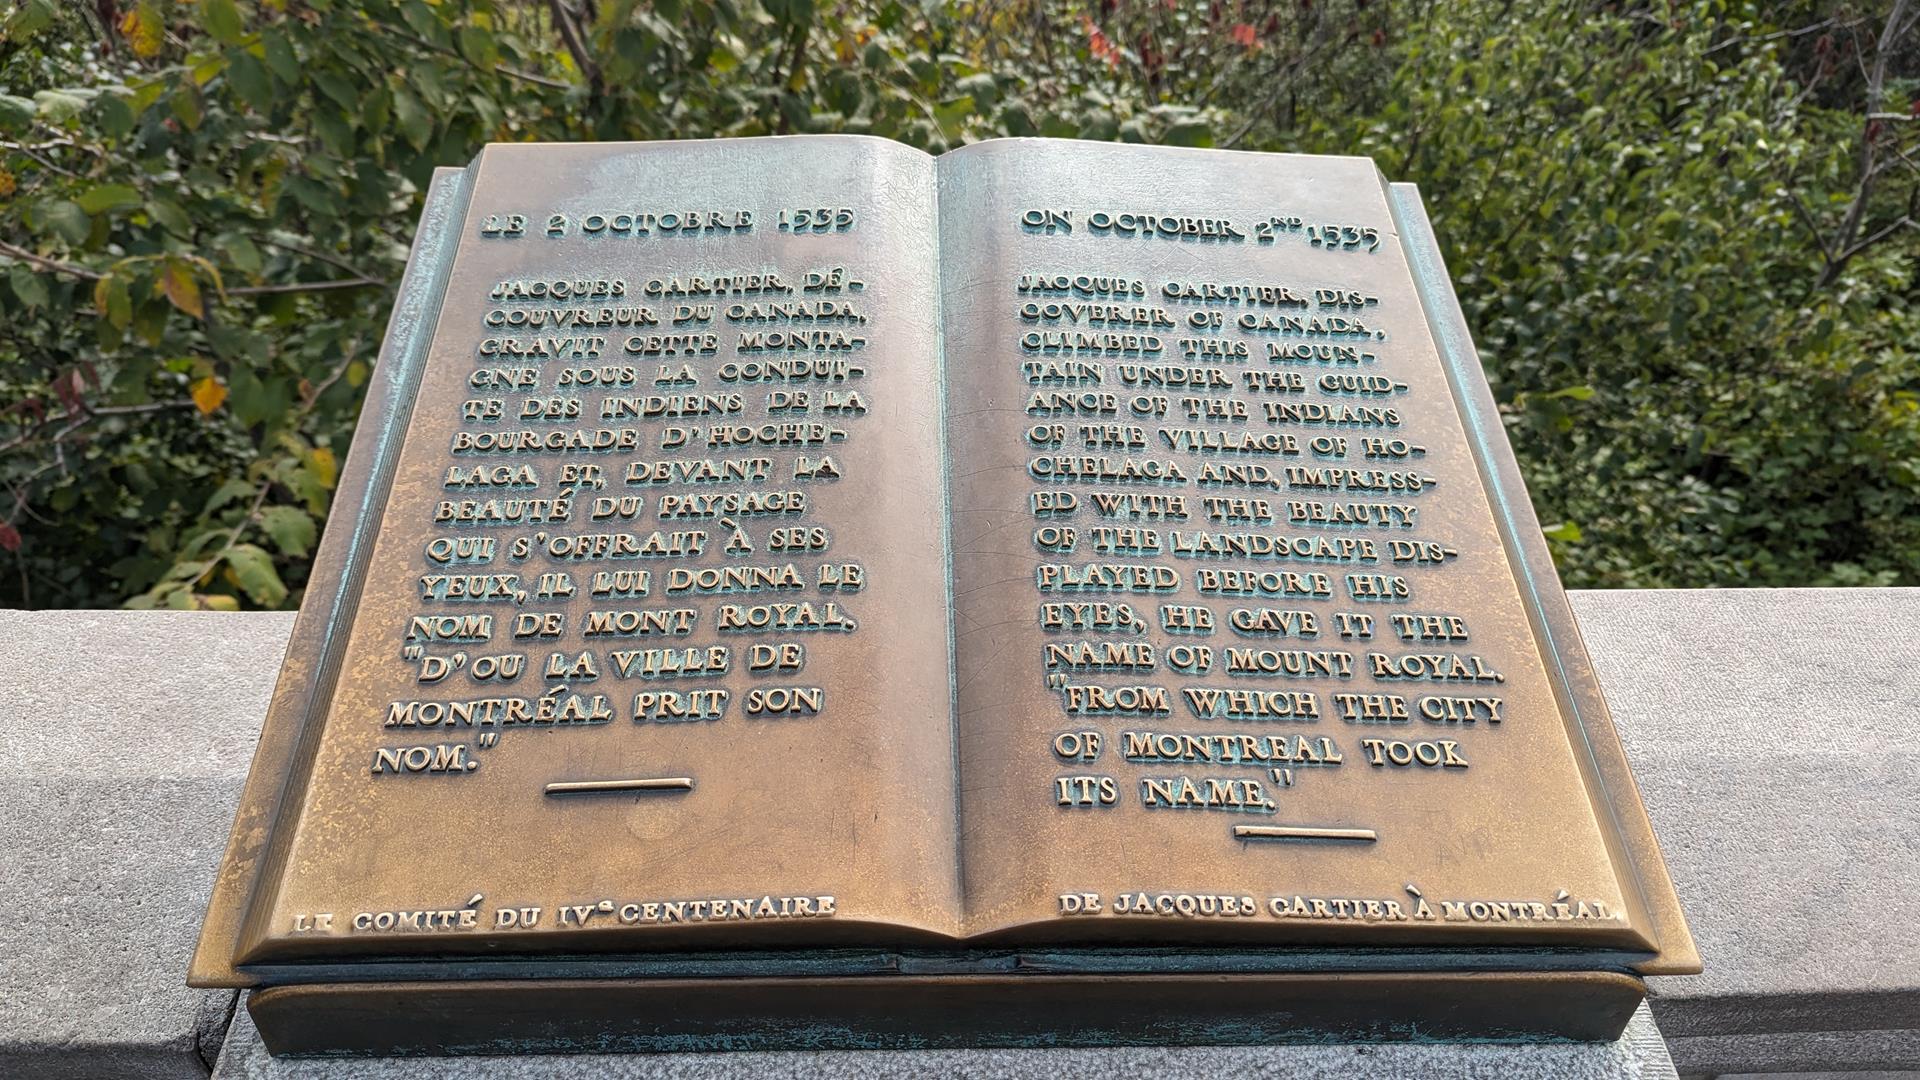 LE 2 OCTOBRE 1535
JACQUES CARTIER, DÉ-
COUVREUR DU CANADA,
GRAVIT CETTE MONTA-
GNE SOUS LA CONDUI-
TE DES INDIENS DE LA
BOURGADE D'HOCHE-
LAGA ET, DEVANT LA
BEAUTÉ DU PAYSAGE
QUI S'OFFRAIT À SES
YEUX, IL LUI DONNA LE
NOM DE MONT ROYAL.
"D'OU LA VILLE DE
MONTRÉAL PRIT SON
NOM."
LE COMITÉ DU IVe CENTENAIRE
ON OCTOBER 2ND 1535
JACQUES CARTIER, DIS-
COVERER OF CANADA,
CLIMBED THIS MOUN-
TAIN UNDER THE GUID-
ANCE OF THE INDIANS
OF THE VILLAGE OF HO-
CHELAGA AND, IMPRESS-
ED WITH THE BEAUTY
OF THE LANDSCAPE DIS-
PLAYED BEFORE HIS
EYES, HE GAVE IT THE
NAME OF MOUNT ROYAL.
"FROM WHICH THE CITY
OF MONTREAL TOOK
ITS NAME."
DE JACQUES CARTIER À MONTRÉAL.